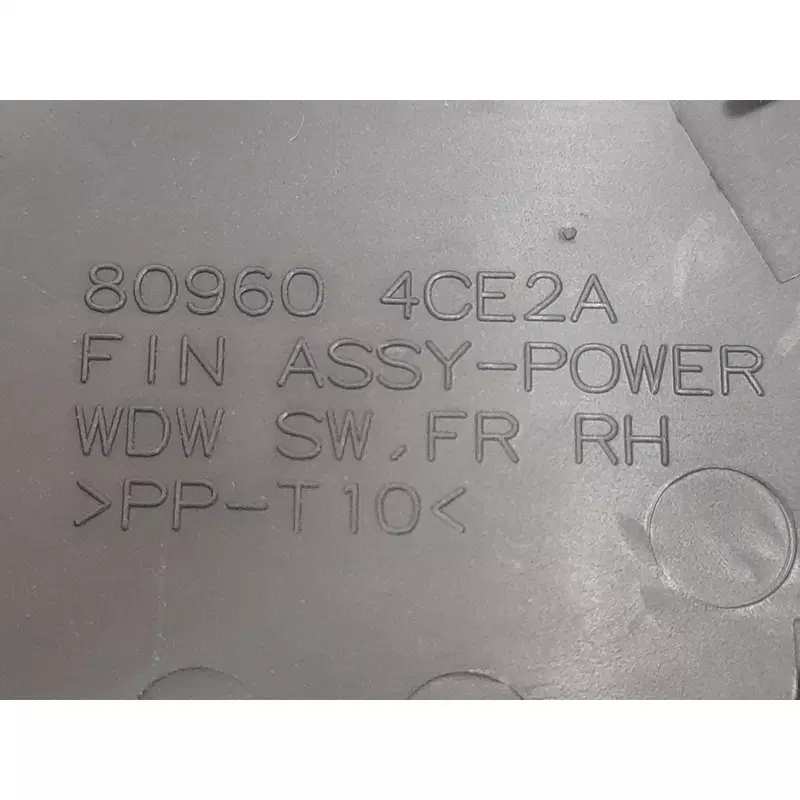 80960 4CE2A
FIN ASSY-POWER
WDW SW, FR RH
>PP-T10<